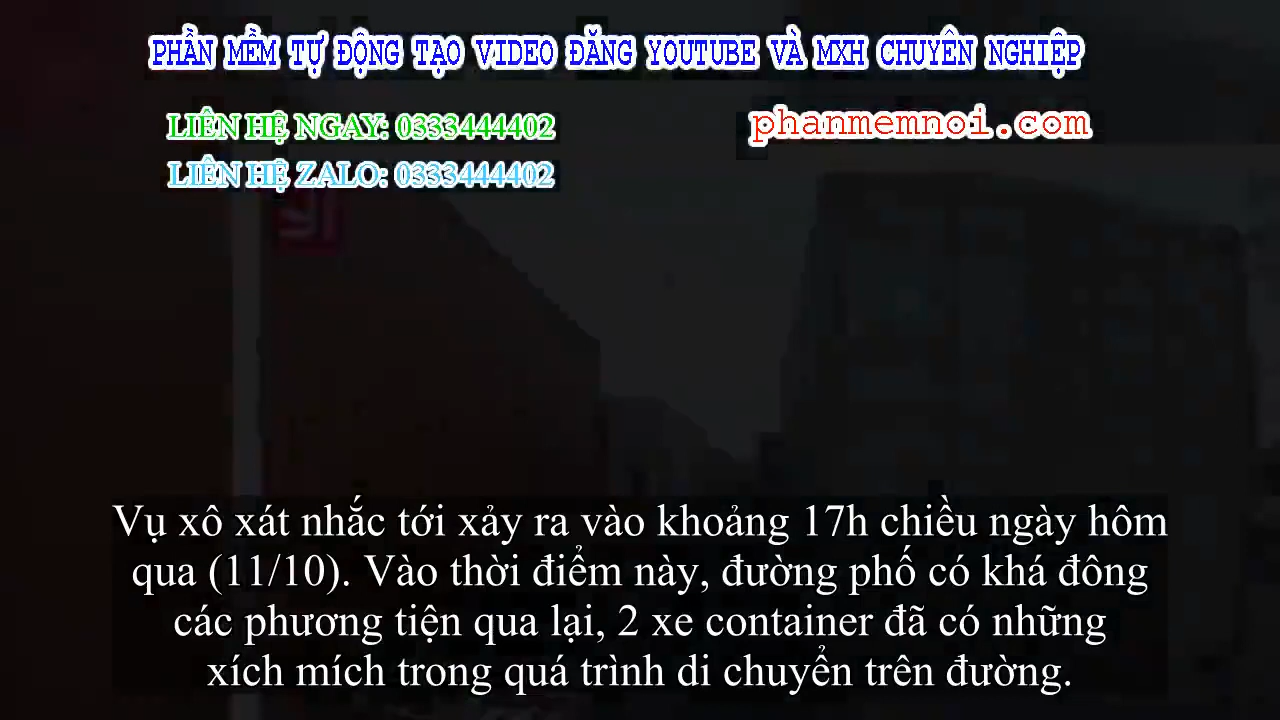 PHẦN MỀM TỰ ĐỘNG TẠO VIDEO ĐĂNG YOUTUBE VÀ MXH CHUYÊN NGHIỆP
LIÊN HỆ NGAY: 0333444402
phanmemnoi.com
LIÊN HỆ ZALO: 0333444402
Vụ xô xát nhắc tới xảy ra vào khoảng 17h chiều ngày hôm
qua (11/10). Vào thời điểm này, đường phố có khá đông
các phương tiện qua lại, 2 xe container đã có những
xích mích trong quá trình di chuyển trên đường.